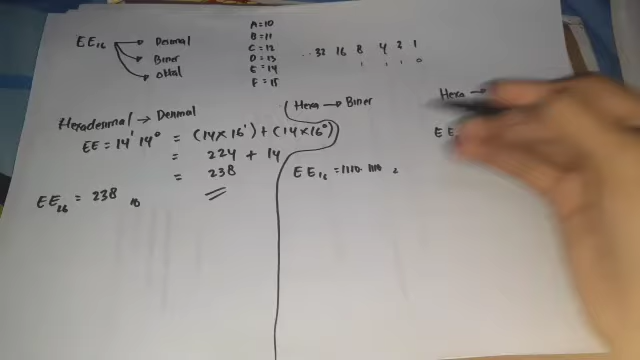 EE₁₆ → Desimal
→ Biner
→ Oktal
A = 10
B = 11
C = 12
D = 13
E = 14
F = 15
.. 32 16 8 4 2 1
1 1 1 0
Hexadesimal → Desimal
EE = 14¹ 14⁰ = (14 × 16¹) + (14 × 16⁰)
= 224 + 14
= 238
EE₁₆ = 238 ₁₀
Hexa → Biner
EE₁₆ = 1110 1110 ₂
Hexa →